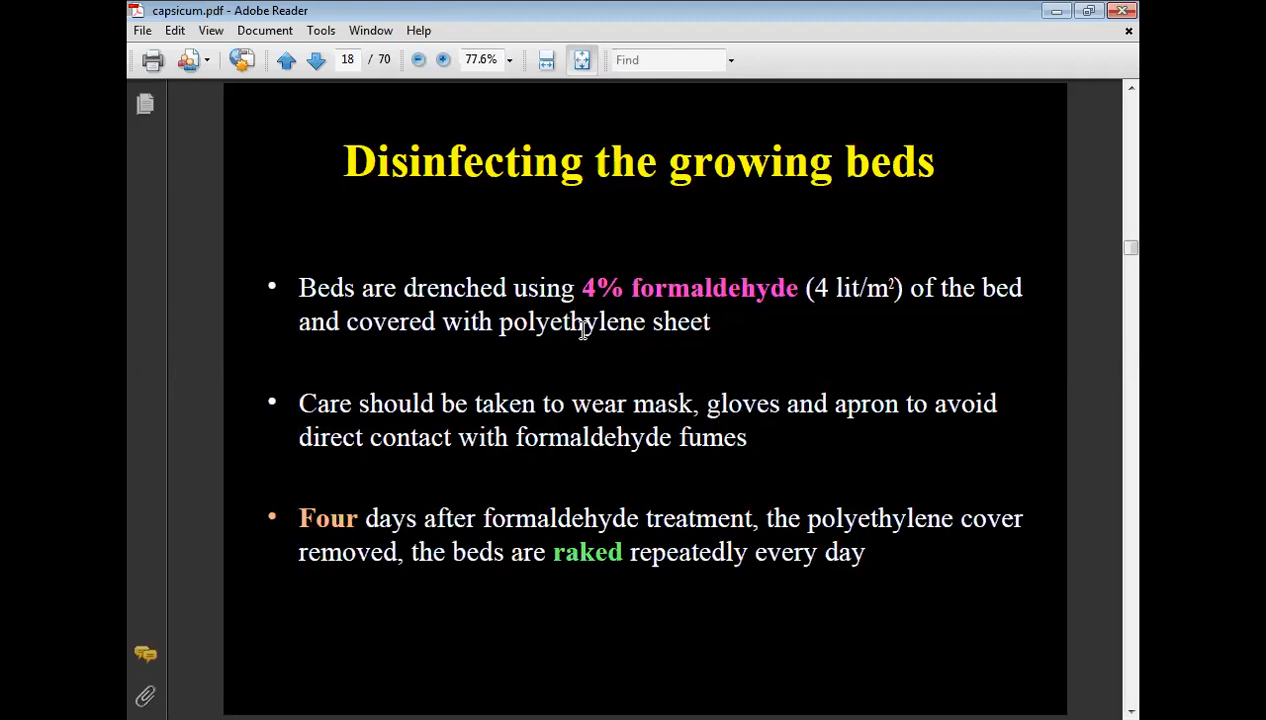 capsicum.pdf - Adobe Reader
File Edit View Document Tools Window Help
18 / 70 77.6% Find
Disinfecting the growing beds
• Beds are drenched using 4% formaldehyde (4 lit/m²) of the bed
and covered with polyethylene sheet
• Care should be taken to wear mask, gloves and apron to avoid
direct contact with formaldehyde fumes
• Four days after formaldehyde treatment, the polyethylene cover
removed, the beds are raked repeatedly every day